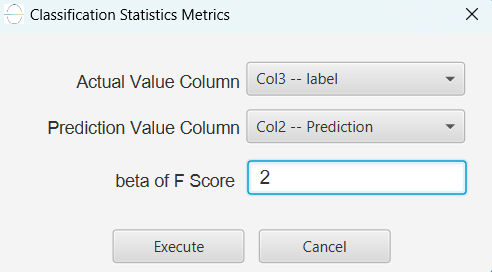 Classification Statistics Metrics
Actual Value Column Col3 -- label
Prediction Value Column Col2 -- Prediction
beta of F Score 2
Execute Cancel